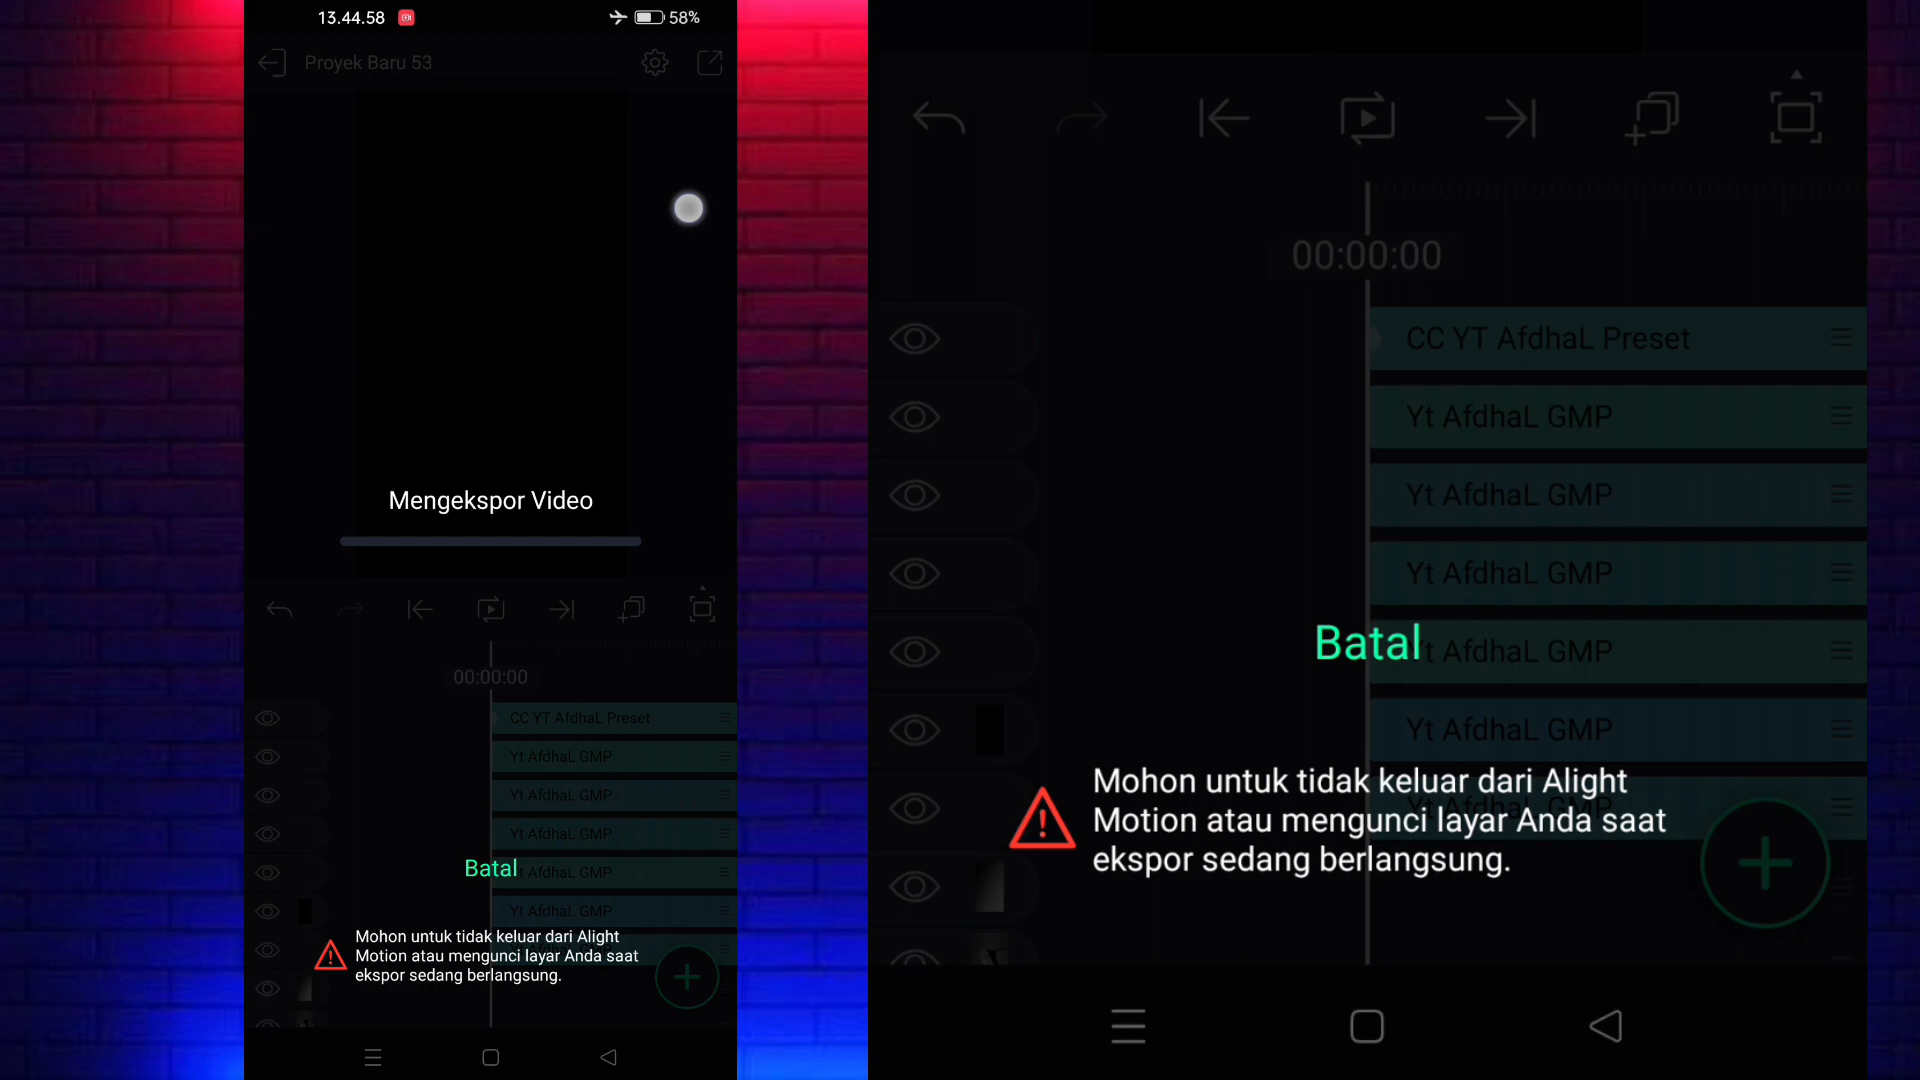 13.44.58
58%
Proyek Baru 53
Mengekspor Video
00:00:00
CC YT AfdhaL Preset
Yt AfdhaL GMP
Yt AfdhaL GMP
Yt AfdhaL GMP
Batal
t AfdhaL GMP
Yt AfdhaL GMP
Mohon untuk tidak keluar dari Alight
Motion atau mengunci layar Anda saat
ekspor sedang berlangsung.
00:00:00
CC YT AfdhaL Preset
Yt AfdhaL GMP
Yt AfdhaL GMP
Yt AfdhaL GMP
Batal
t AfdhaL GMP
Yt AfdhaL GMP
Mohon untuk tidak keluar dari Alight
Motion atau mengunci layar Anda saat
ekspor sedang berlangsung.